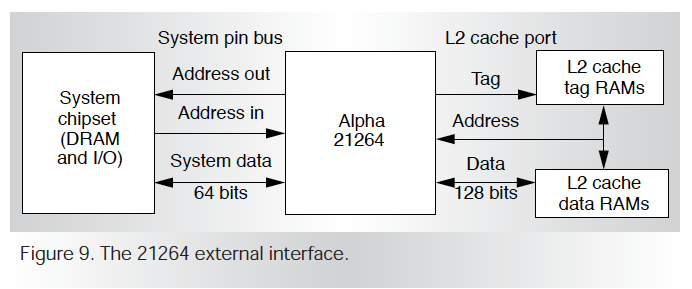 System pin bus
L2 cache port
System
chipset
(DRAM
and I/O)
Address out
Address in
System data
64 bits
Alpha
21264
Tag
Address
Data
128 bits
L2 cache
tag RAMs
L2 cache
data RAMs
Figure 9. The 21264 external interface.